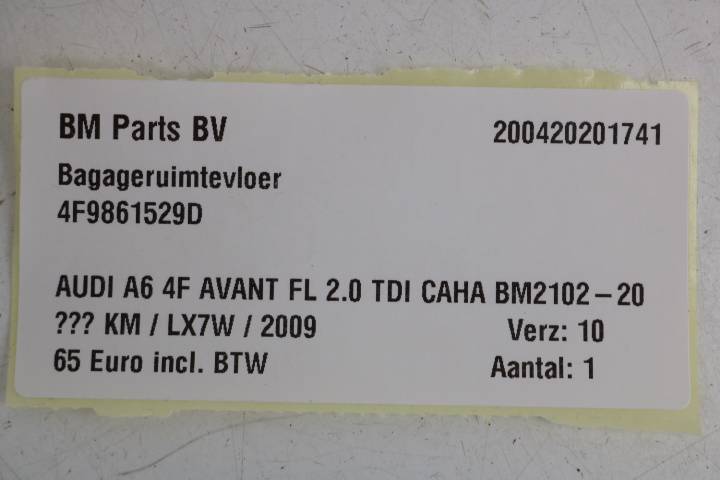 BM Parts BV 200420201741
Bagageruimtevloer
4F9861529D
AUDI A6 4F AVANT FL 2.0 TDI CAHA BM2102-20
??? KM / LX7W / 2009 Verz: 10
65 Euro incl. BTW Aantal: 1